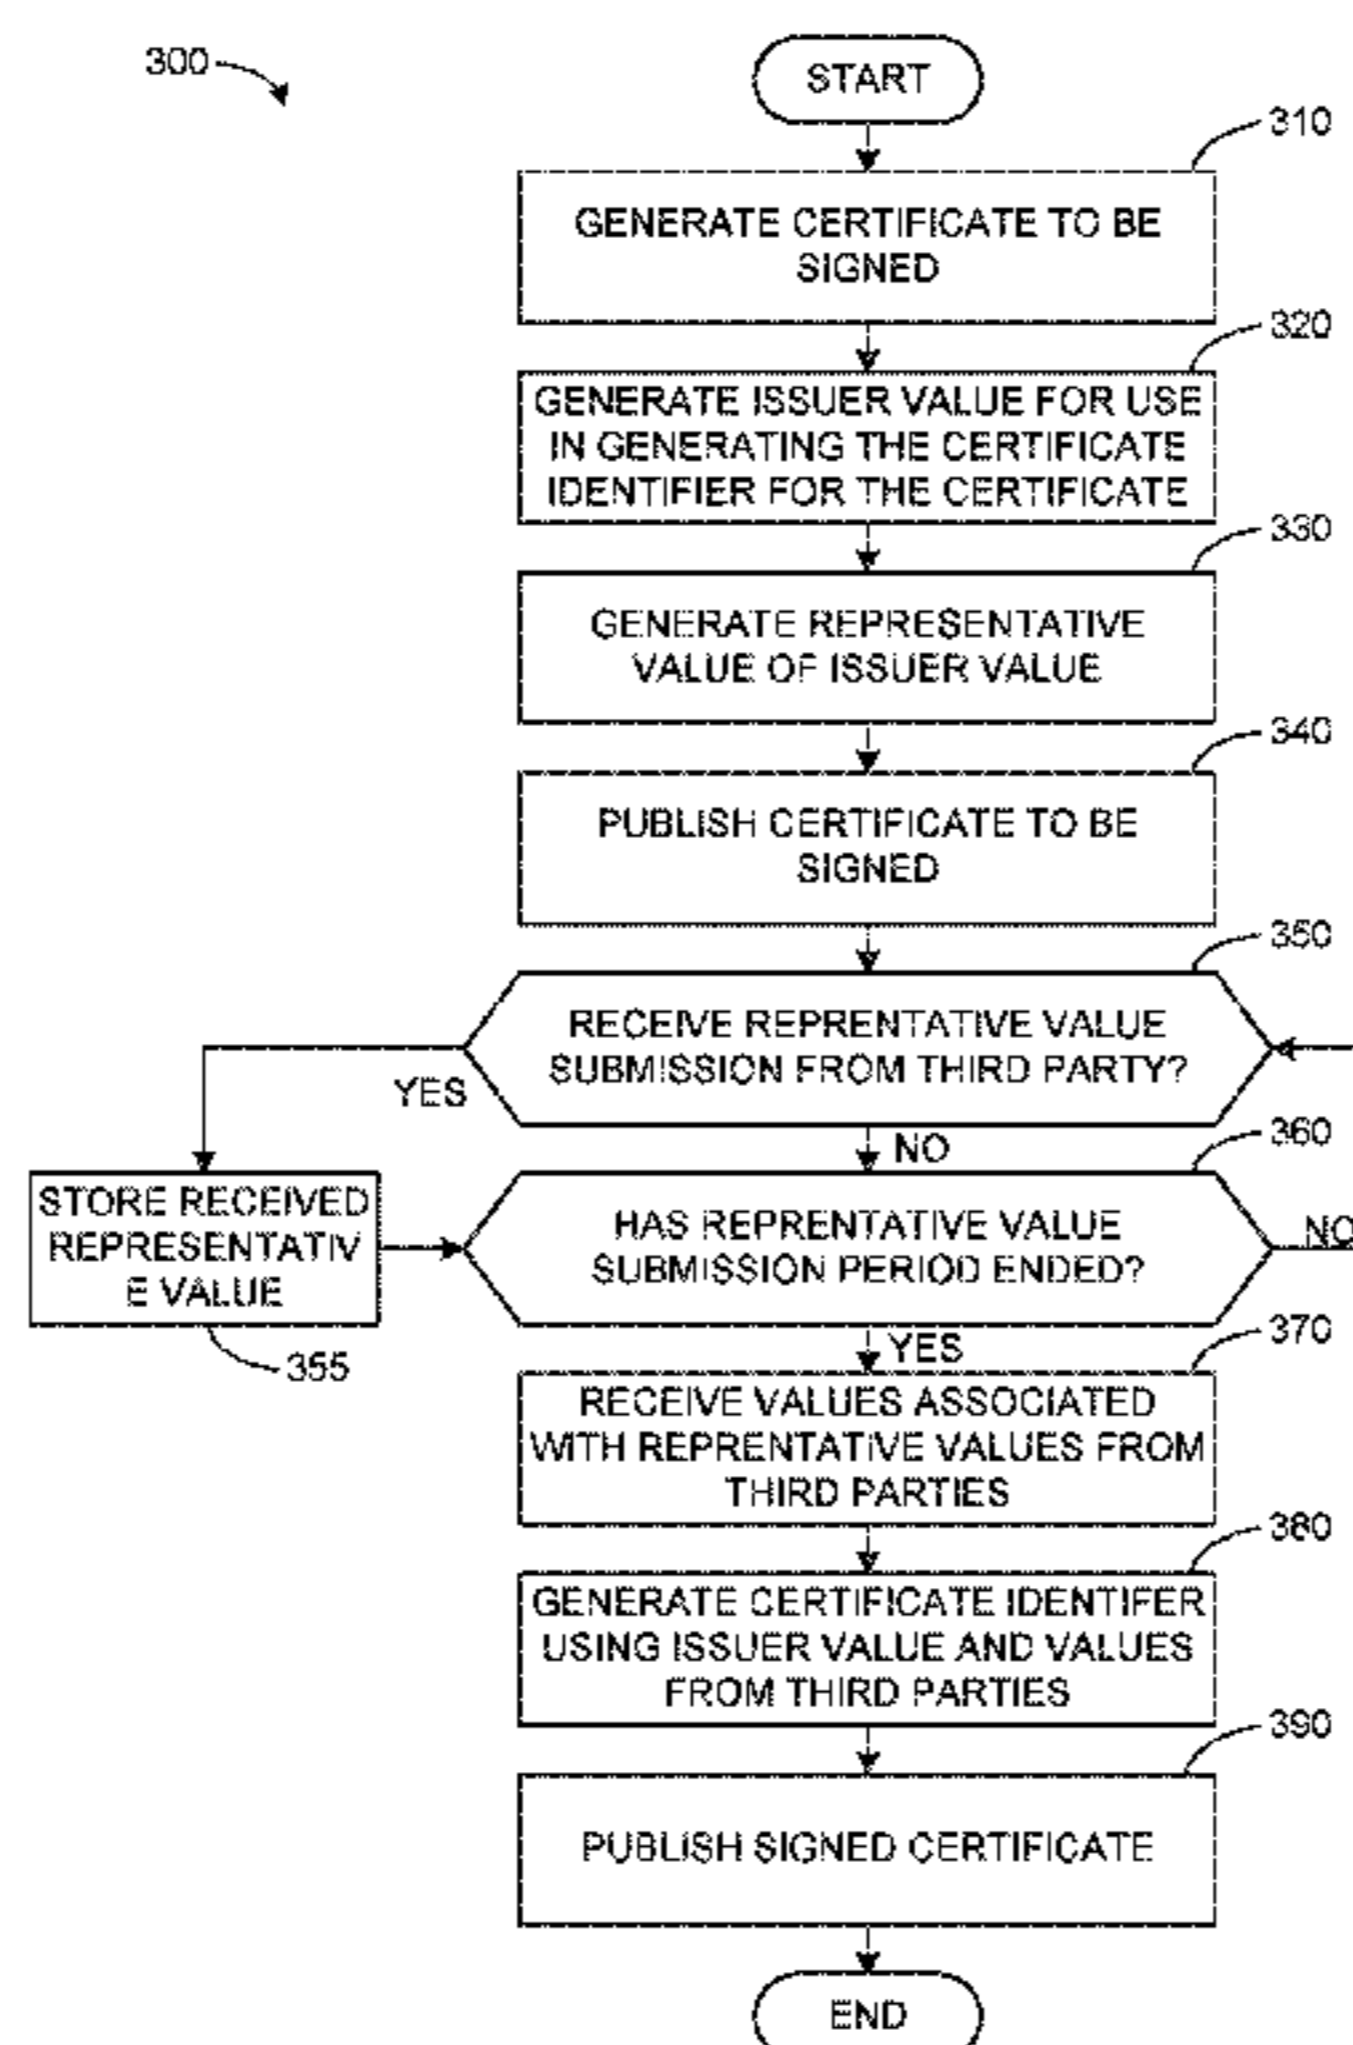 300
START
310
GENERATE CERTIFICATE TO BE
SIGNED
320
GENERATE ISSUER VALUE FOR USE
IN GENERATING THE CERTIFICATE
IDENTIFIER FOR THE CERTIFICATE
330
GENERATE REPRESENTATIVE
VALUE OF ISSUER VALUE
340
PUBLISH CERTIFICATE TO BE
SIGNED
350
RECEIVE REPRENTATIVE VALUE
SUBMISSION FROM THIRD PARTY?
YES
NO
STORE RECEIVED
REPRESENTATIV
E VALUE
355
360
HAS REPRENTATIVE VALUE
SUBMISSION PERIOD ENDED?
NO
YES
370
RECEIVE VALUES ASSOCIATED
WITH REPRENTATIVE VALUES FROM
THIRD PARTIES
380
GENERATE CERTIFICATE IDENTIFER
USING ISSUER VALUE AND VALUES
FROM THIRD PARTIES
390
PUBLISH SIGNED CERTIFICATE
END